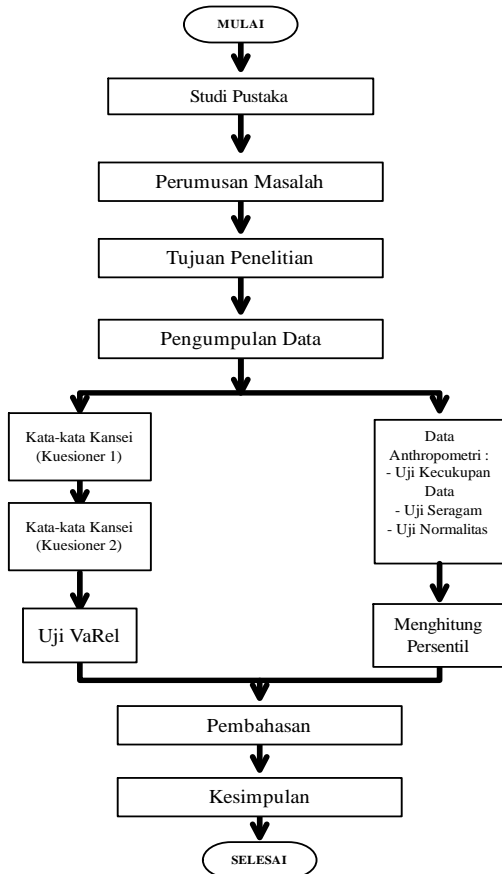 MULAI
Studi Pustaka
Perumusan Masalah
Tujuan Penelitian
Pengumpulan Data
Kata-kata Kansei
(Kuesioner 1)
Kata-kata Kansei
(Kuesioner 2)
Uji VaRel
Data
Anthropometri :
- Uji Kecukupan
Data
- Uji Seragam
- Uji Normalitas
Menghitung
Persentil
Pembahasan
Kesimpulan
SELESAI